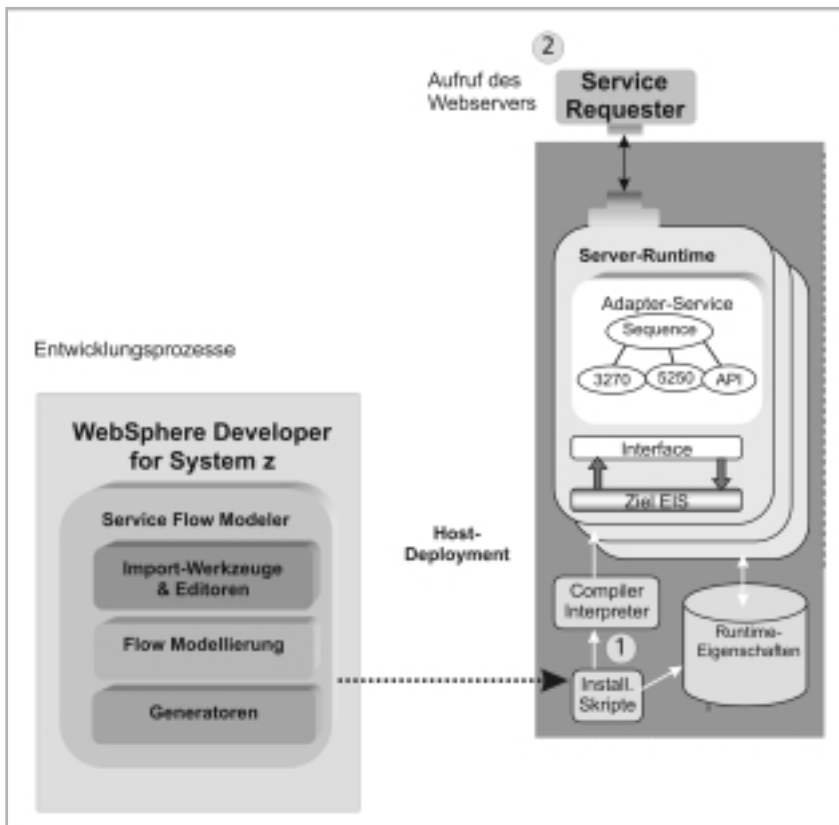 2
Aufruf des
Webservers
Service
Requester
Server-Runtime
Adapter-Service
Sequence
3270
5250
API
Interface
Ziel EIS
Entwicklungsprozesse
WebSphere Developer
for System z
Service Flow Modeler
Import-Werkzeuge
& Editoren
Flow Modellierung
Generatoren
Host-
Deployment
Compiler
Interpreter
1
Install.
Skripte
Runtime-
Eigenschaften